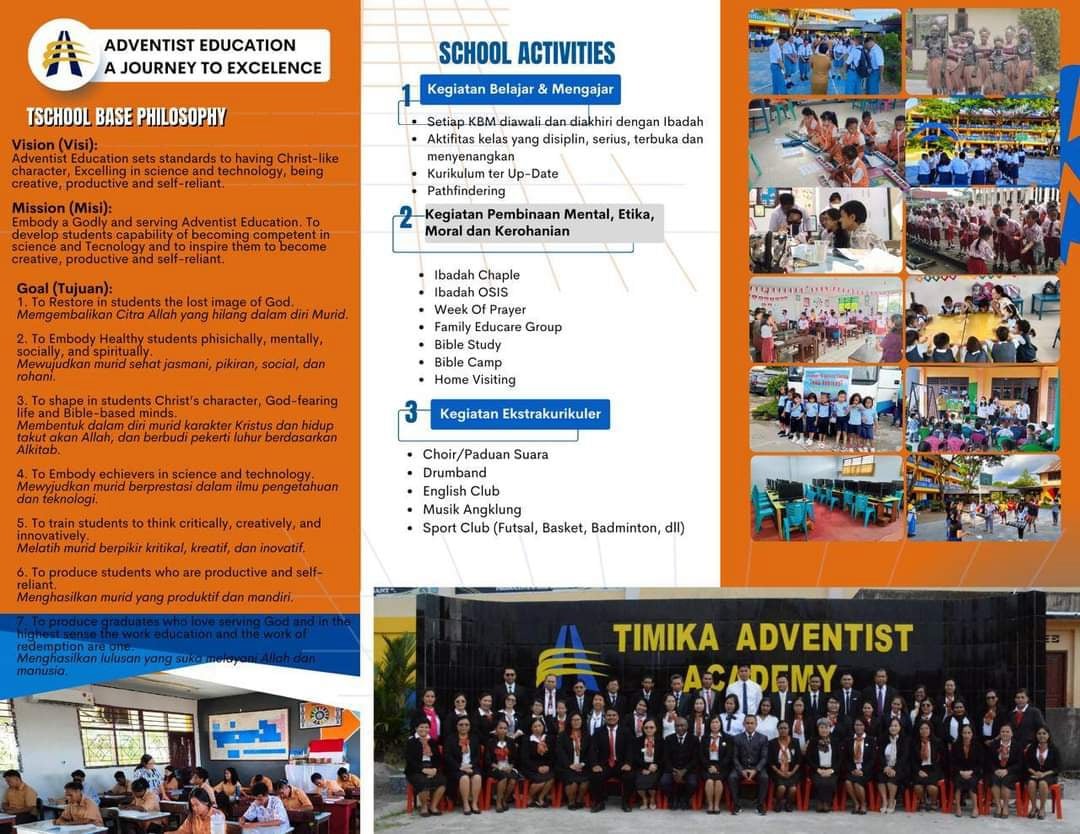 ADVENTIST EDUCATION
A JOURNEY TO EXCELENCE
TSCHOOL BASE PHILOSOPHY
Vision (Visi):
Adventist Education sets standards to having Christ-like
character, Excelling in science and technology, being
creative, productive and self-reliant.
Mission (Misi):
Embody a Godly and serving Adventist Education. To
develop students capability of becoming competent in
science and Tecnology and to inspire them to become
creative, productive and self-reliant.
Goal (Tujuan):
1. To Restore in students the lost image of God.
Memgembalikan Citra Allah yang hilang dalam diri Murid.
2. To Embody Healthy students phisichally, mentally,
socially, and spiritually.
Mewujudkan murid sehat jasmani, pikiran, social, dan
rohani.
3. To shape in students Christ's character, God-fearing
life and Bible-based minds.
Membentuk dalam diri murid karakter Kristus dan hidup
takut akan Allah, dan berbudi pekerti luhur berdasarkan
Alkitab.
4. To Embody echievers in science and technology.
Mewyjudkan murid berprestasi dalam ilmu pengetahuan
dan teknologi.
5. To train students to think critically, creatively, and
innovatively.
Melatih murid berpikir kritikal, kreatif, dan inovatif.
6. To produce students who are productive and self-
reliant.
Menghasilkan murid yang produktif dan mandiri.
7. To produce graduates who love serving God and in the
highest sense the work education and the work of
redemption are one.
Menghasilkan lulusan yang suka melayani Allah dan
manusia.
SCHOOL ACTIVITIES
1 Kegiatan Belajar & Mengajar
• Setiap KBM diawali dan diakhiri dengan Ibadah
• Aktifitas kelas yang disiplin, serius, terbuka dan
menyenangkan
• Kurikulum ter Up-Date
• Pathfindering
2 Kegiatan Pembinaan Mental, Etika,
Moral dan Kerohanian
• Ibadah Chaple
• Ibadah OSIS
• Week Of Prayer
• Family Educare Group
• Bible Study
• Bible Camp
• Home Visiting
3 Kegiatan Ekstrakurikuler
• Choir/Paduan Suara
• Drumband
• English Club
• Musik Angklung
• Sport Club (Futsal, Basket, Badminton, dll)
TIMIKA ADVENTIST
ACADEMY